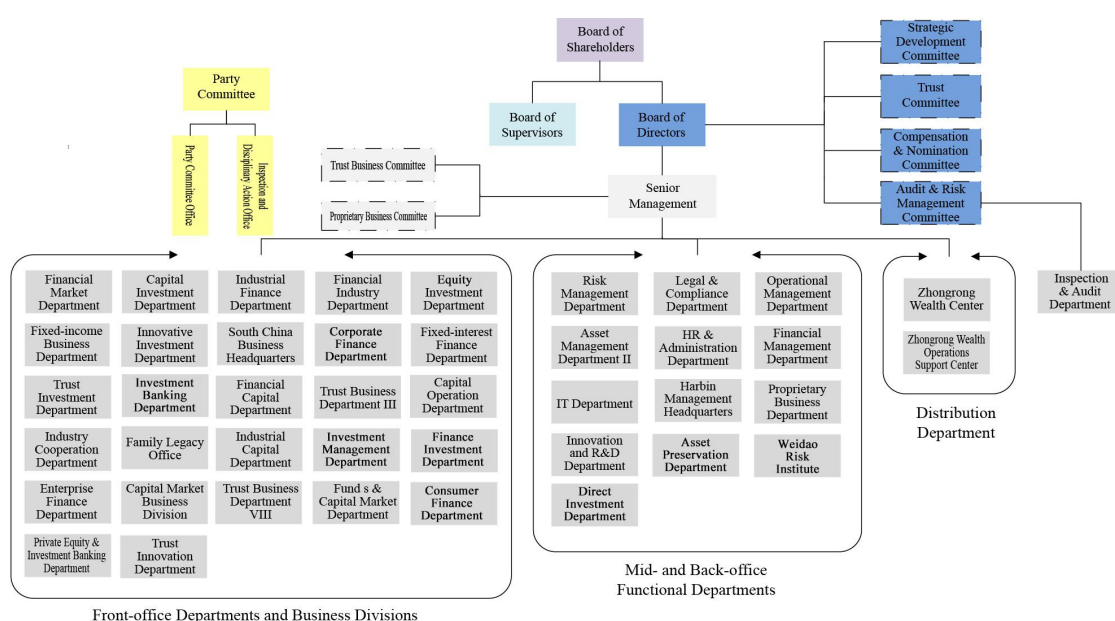 Board of
Shareholders
Party
Committee
Board of
Supervisors
Board of
Directors
Strategic
Development
Committee
Trust
Committee
Compensation
& Nomination
Committee
Audit & Risk
Management
Committee
Party Committee Office
Inspection and
Disciplinary Action Office
Trust Business Committee
Proprietary Business Committee
Senior
Management
Financial
Market
Department
Capital
Investment
Department
Industrial
Finance
Department
Financial
Industry
Department
Equity
Investment
Department
Fixed-income
Business
Department
Innovative
Investment
Department
South China
Business
Headquarters
Corporate
Finance
Department
Fixed-interest
Finance
Department
Trust
Investment
Department
Investment
Banking
Department
Financial
Capital
Department
Trust Business
Department III
Capital
Operation
Department
Industry
Cooperation
Department
Family Legacy
Office
Industrial
Capital
Department
Investment
Management
Department
Finance
Investment
Department
Enterprise
Finance
Department
Capital Market
Business
Division
Trust Business
Department
VIII
Fund s &
Capital Market
Department
Consumer
Finance
Department
Private Equity &
Investment Banking
Department
Trust
Innovation
Department
Front-office Departments and Business Divisions
Risk
Management
Department
Legal &
Compliance
Department
Operational
Management
Department
Asset
Management
Department II
HR &
Administration
Department
Financial
Management
Department
IT Department
Harbin
Management
Headquarters
Proprietary
Business
Department
Innovation
and R&D
Department
Asset
Preservation
Department
Weidao
Risk
Institute
Direct
Investment
Department
Mid- and Back-office
Functional Departments
Zhongrong
Wealth Center
Zhongrong Wealth
Operations
Support Center
Distribution
Department
Inspection
& Audit
Department